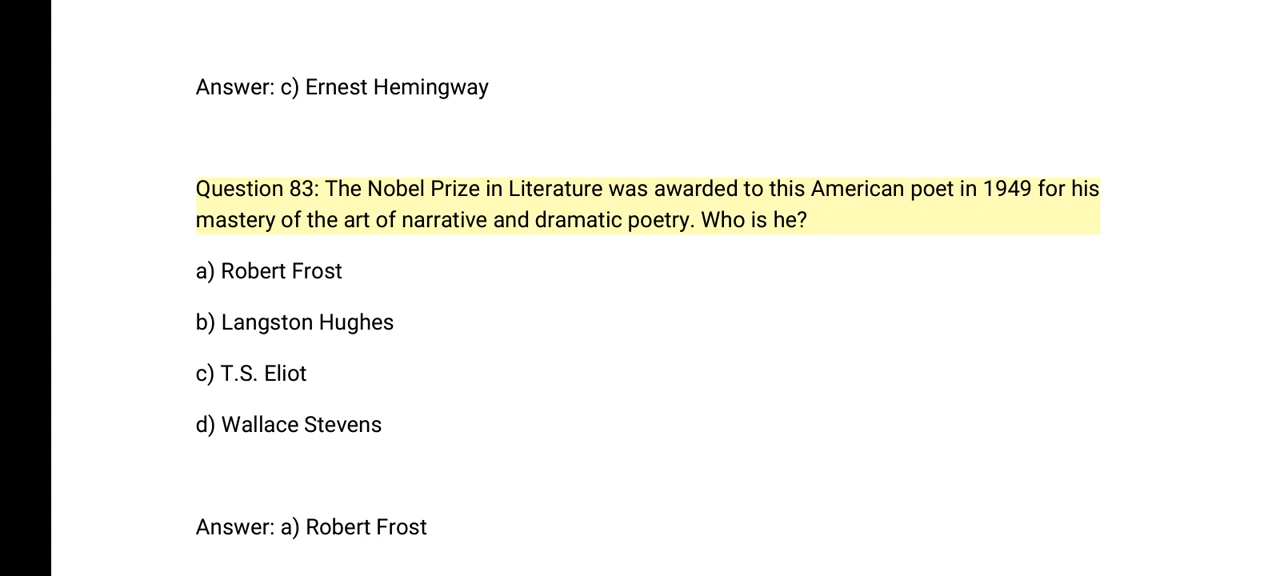 Answer: c) Ernest Hemingway
Question 83: The Nobel Prize in Literature was awarded to this American poet in 1949 for his
mastery of the art of narrative and dramatic poetry. Who is he?
a) Robert Frost
b) Langston Hughes
c) T.S. Eliot
d) Wallace Stevens
Answer: a) Robert Frost